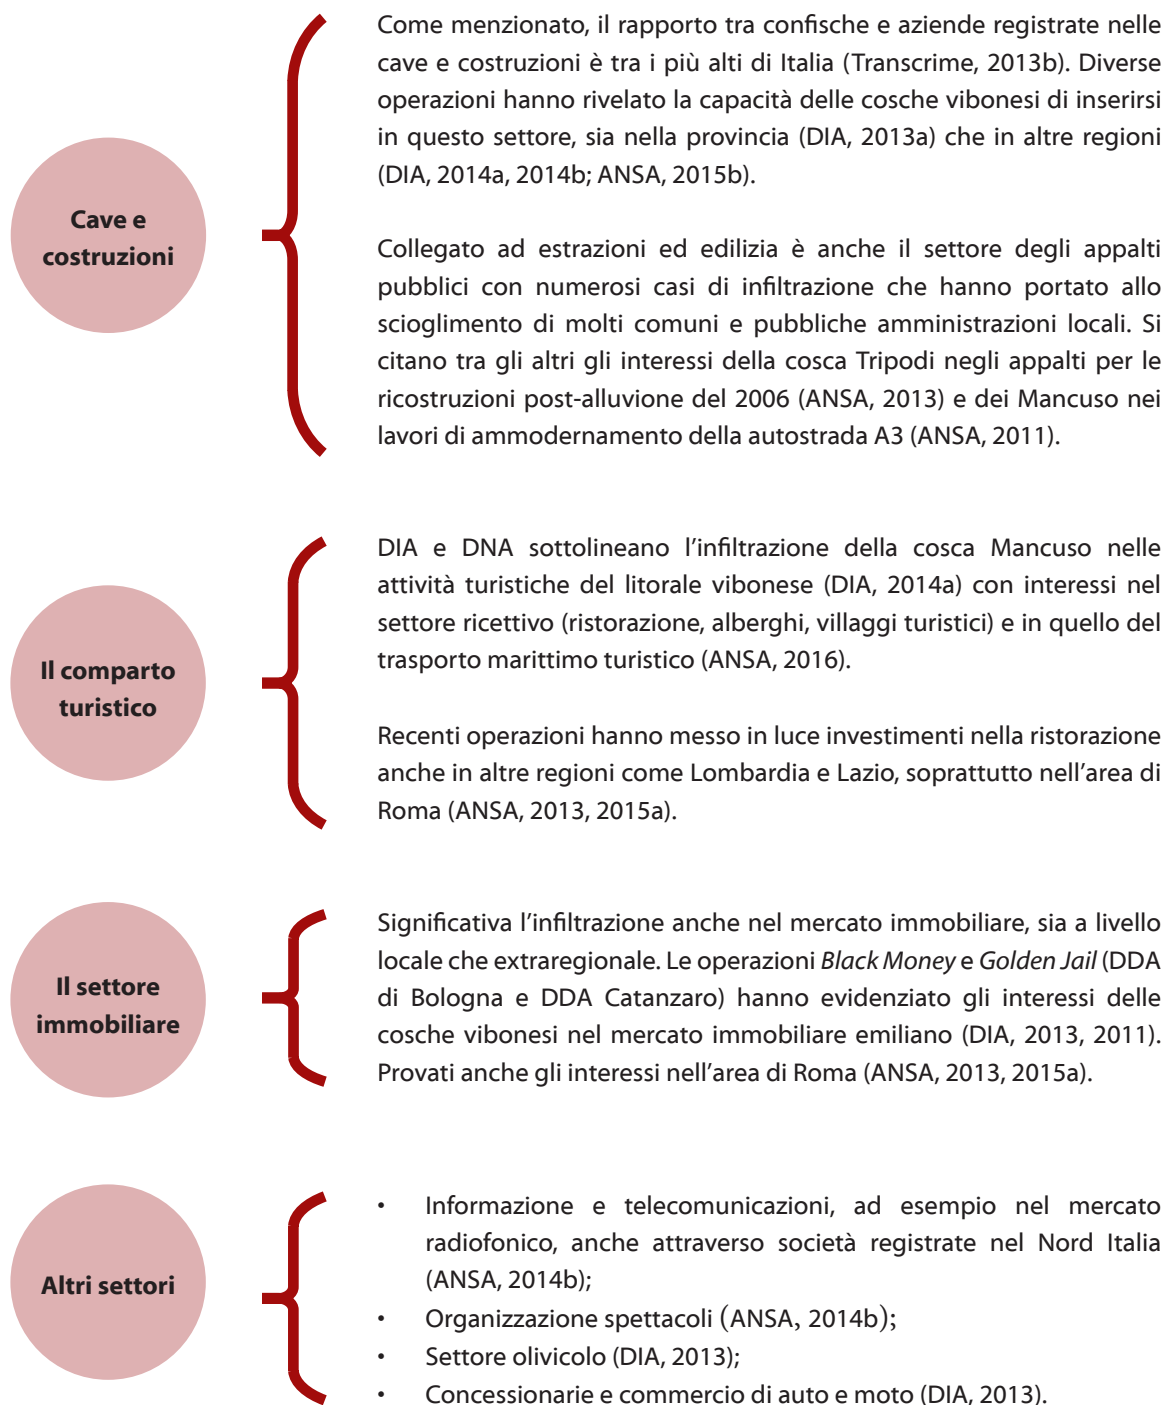 Cave e
costruzioni
Come menzionato, il rapporto tra confische e aziende registrate nelle
cave e costruzioni è tra i più alti di Italia (Transcrime, 2013b). Diverse
operazioni hanno rivelato la capacità delle cosche vibonesi di inserirsi
in questo settore, sia nella provincia (DIA, 2013a) che in altre regioni
(DIA, 2014a, 2014b; ANSA, 2015b).
Collegato ad estrazioni ed edilizia è anche il settore degli appalti
pubblici con numerosi casi di infiltrazione che hanno portato allo
scioglimento di molti comuni e pubbliche amministrazioni locali. Si
citano tra gli altri gli interessi della cosca Tripodi negli appalti per le
ricostruzioni post-alluvione del 2006 (ANSA, 2013) e dei Mancuso nei
lavori di ammodernamento della autostrada A3 (ANSA, 2011).
Il comparto
turistico
DIA e DNA sottolineano l'infiltrazione della cosca Mancuso nelle
attività turistiche del litorale vibonese (DIA, 2014a) con interessi nel
settore ricettivo (ristorazione, alberghi, villaggi turistici) e in quello del
trasporto marittimo turistico (ANSA, 2016).
Recenti operazioni hanno messo in luce investimenti nella ristorazione
anche in altre regioni come Lombardia e Lazio, soprattutto nell'area di
Roma (ANSA, 2013, 2015a).
Il settore
immobiliare
Significativa l'infiltrazione anche nel mercato immobiliare, sia a livello
locale che extraregionale. Le operazioni Black Money e Golden Jail (DDA
di Bologna e DDA Catanzaro) hanno evidenziato gli interessi delle
cosche vibonesi nel mercato immobiliare emiliano (DIA, 2013, 2011).
Provati anche gli interessi nell'area di Roma (ANSA, 2013, 2015a).
Altri settori
• Informazione e telecomunicazioni, ad esempio nel mercato
radiofonico, anche attraverso società registrate nel Nord Italia
(ANSA, 2014b);
• Organizzazione spettacoli (ANSA, 2014b);
• Settore olivicolo (DIA, 2013);
• Concessionarie e commercio di auto e moto (DIA, 2013).